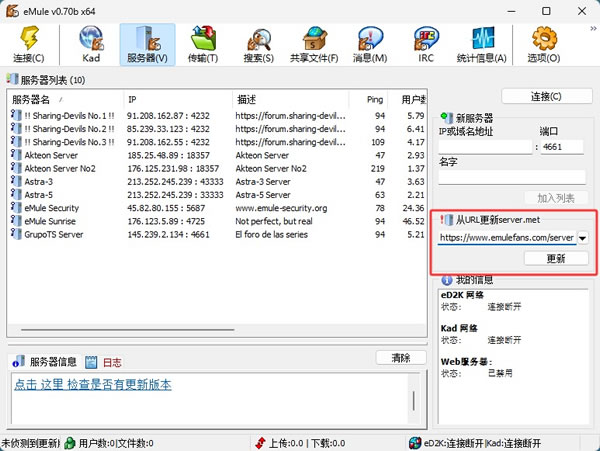 eMule v0.70b x64
连接(C) Kad 服务器(V) 传输(T) 搜索(S) 共享文件(F) 消息(M) IRC 统计信息(A) 选项(O)
服务器列表 (10)
服务器名 IP 描述 Ping 用户数
!! Sharing-Devils No.1 !! 91.208.162.87 : 4232 https://forum.sharing-devil... 94 5.79
!! Sharing-Devils No.2 !! 85.239.33.123 : 4232 https://forum.sharing-devil... 94 6.41
!! Sharing-Devils No.3 !! 91.208.162.55 : 4232 https://forum.sharing-devil... 109 4.17
Akteon Server 185.25.48.89 : 18357 Akteon Server 47 2.93
Akteon Server No2 176.125.231.98 : 18357 Akteon Server No2 219 1.37
Astra-3 213.252.245.239 : 43333 Astra-3 47 3.63
Astra-5 213.252.245.239 : 54333 Astra-5 63 2.21
eMule Security 45.82.80.155 : 5687 www.emule-security.org 78 24.36
eMule Sunrise 176.123.5.89 : 4725 Not perfect, but real 94 46.52
GrupoTS Server 145.239.2.134 : 4661 El foro de las series 94 5.21
连接(C)
新服务器
IP或域名地址 端口
: 4661
名字
加入列表
从URL更新server.met
https://www.emulefans.com/server
更新
我的信息
eD2K 网络
状态: 连接断开
Kad 网络
状态: 连接断开
Web服务器:
状态: 已禁用
服务器信息 日志 清除
点击 这里 检查是否有更新版本
未侦测到更新 用户数:0|文件数:0 上传:0.0 | 下载:0.0 eD2K:连接断开|Kad:连接断开